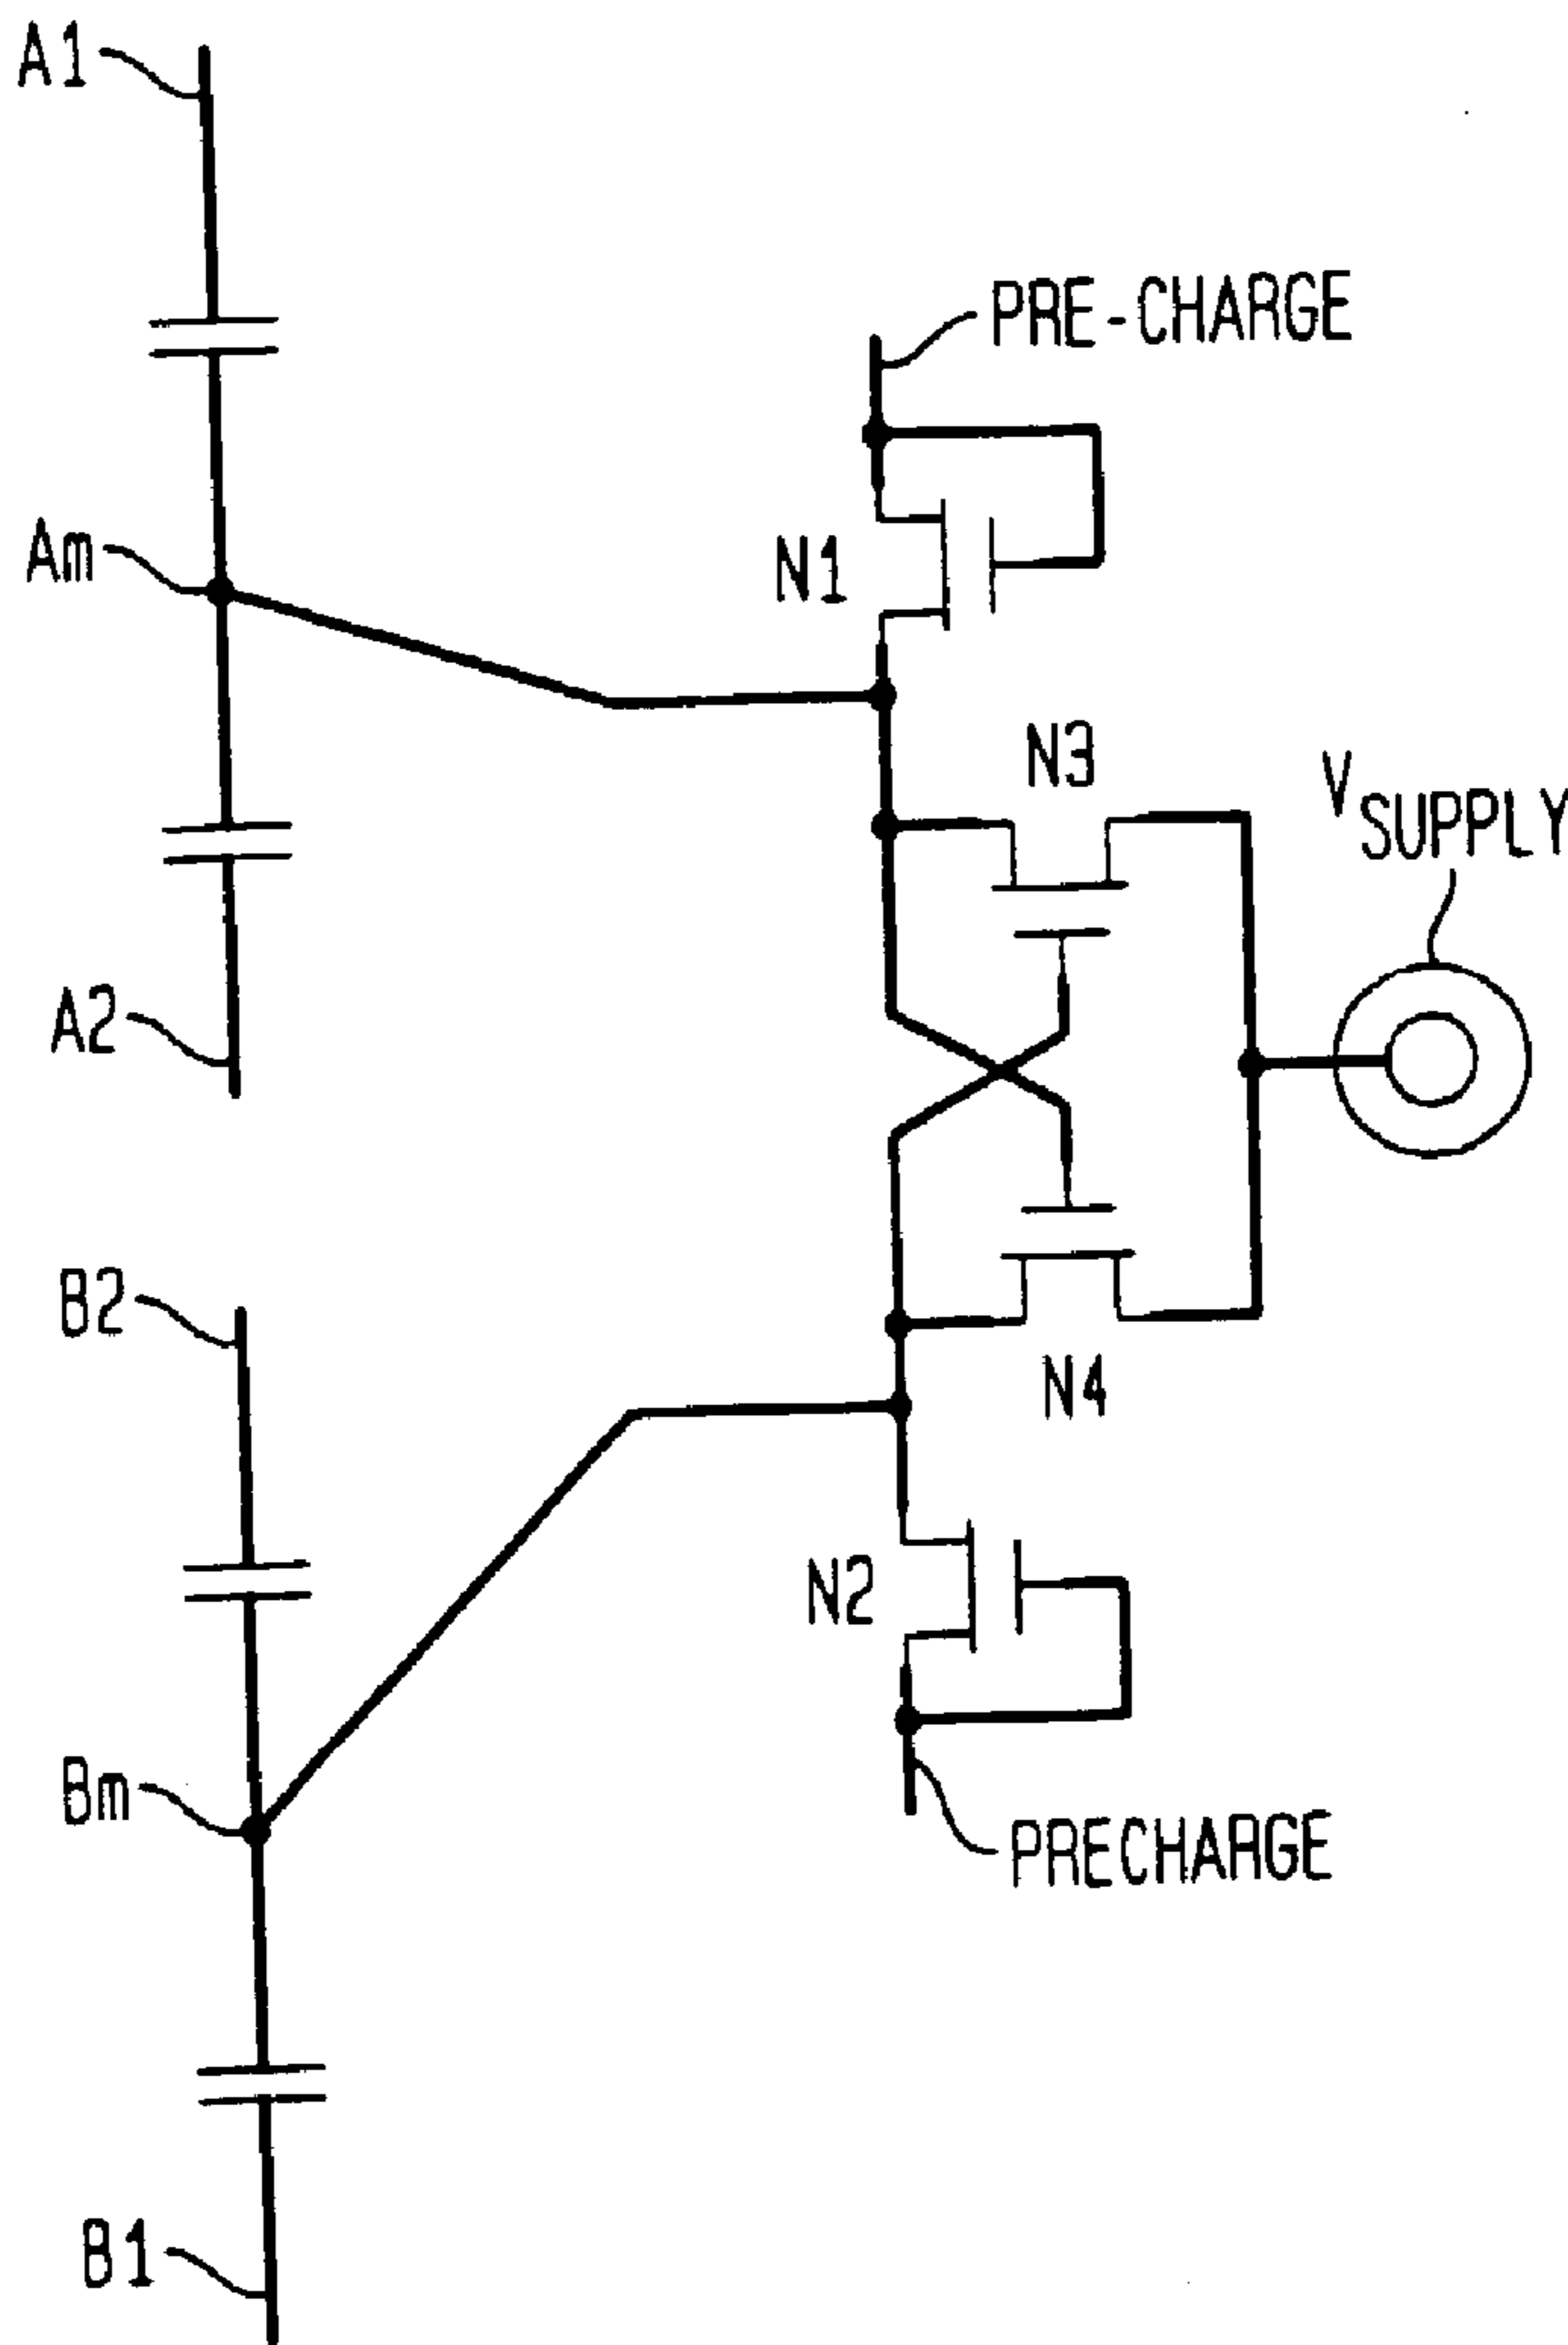 A1
PRE-CHARGE
Am
N1
N3
VSUPPLY
A2
B2
N4
N2
Bm
PRECHARGE
B1